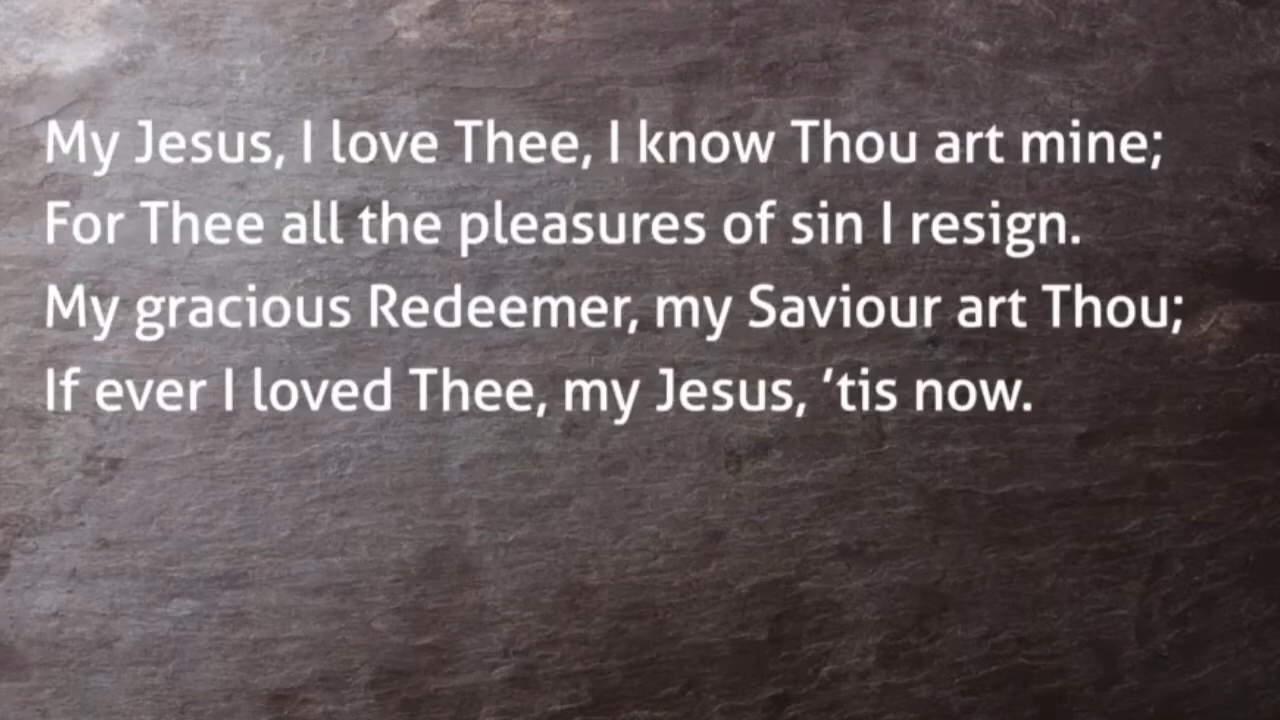 My Jesus, I love Thee, I know Thou art mine;
For Thee all the pleasures of sin I resign.
My gracious Redeemer, my Saviour art Thou;
If ever I loved Thee, my Jesus, ’tis now.